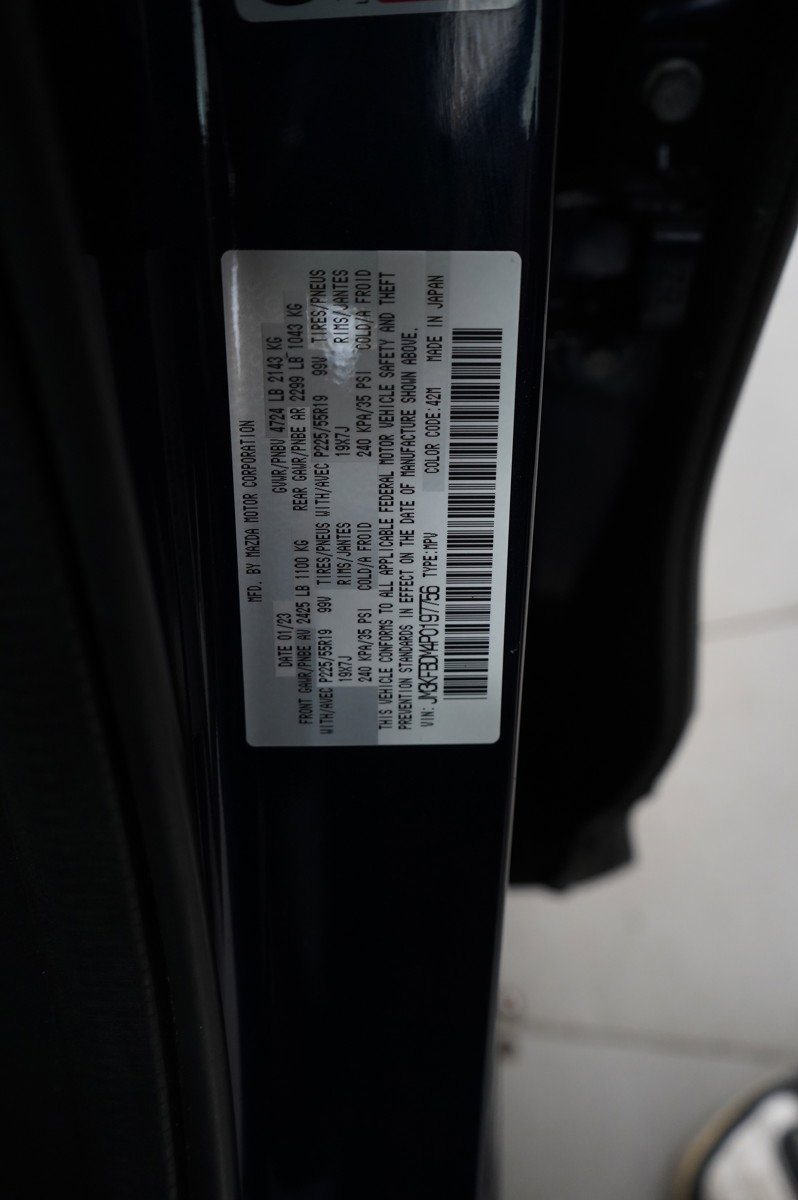 MFD. BY MAZDA MOTOR CORPORATION
DATE 01/23 GVWR/PNBV 4724 LB 2143 KG
FRONT GAWR/PNBE AV 2425 LB 1100 KG REAR GAWR/PNBE AR 2299 LB 1043 KG
WITH/AVEC P225/55R19 99V TIRES/PNEUS WITH/AVEC P225/55R19 99V TIRES/PNEUS
19X7J RIMS/JANTES 19X7J RIMS/JANTES
240 KPA/35 PSI COLD/A FROID 240 KPA/35 PSI COLD/A FROID
THIS VEHICLE CONFORMS TO ALL APPLICABLE FEDERAL MOTOR VEHICLE SAFETY AND THEFT
PREVENTION STANDARDS IN EFFECT ON THE DATE OF MANUFACTURE SHOWN ABOVE.
VIN: JM3KFBDM4P0197756 TYPE:MPV COLOR CODE:42M MADE IN JAPAN